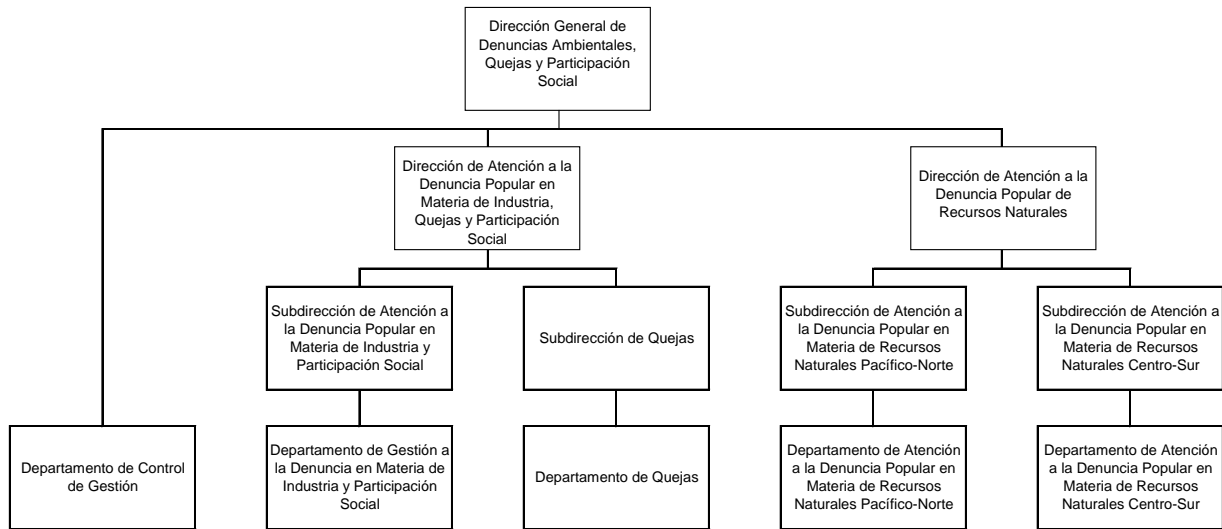 Dirección General de
Denuncias Ambientales,
Quejas y Participación
Social
Dirección de Atención a la
Denuncia Popular en
Materia de Industria,
Quejas y Participación
Social
Dirección de Atención a la
Denuncia Popular de
Recursos Naturales
Subdirección de Atención a
la Denuncia Popular en
Materia de Industria y
Participación Social
Subdirección de Quejas
Subdirección de Atención a
la Denuncia Popular en
Materia de Recursos
Naturales Pacífico-Norte
Subdirección de Atención a
la Denuncia Popular en
Materia de Recursos
Naturales Centro-Sur
Departamento de Control
de Gestión
Departamento de Gestión a
la Denuncia en Materia de
Industria y Participación
Social
Departamento de Quejas
Departamento de Atención
a la Denuncia Popular en
Materia de Recursos
Naturales Pacífico-Norte
Departamento de Atención
a la Denuncia Popular en
Materia de Recursos
Naturales Centro-Sur